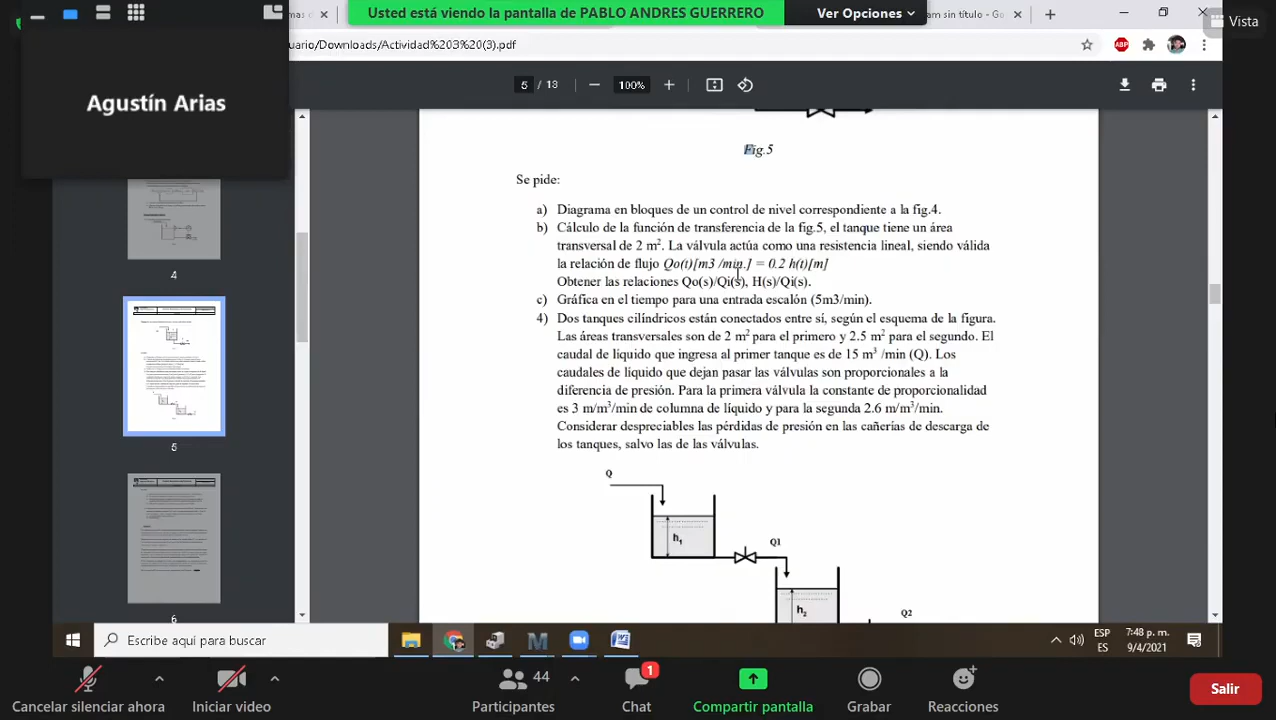 Usted está viendo la pantalla de PABLO ANDRES GUERRERO
Ver Opciones
Vista
uario/Downloads/Actividad%203%20(3).pdf
ABP
Agustín Arias
5 / 13
100%
4
5
6
Fig.5
Se pide:
a) Diagrama en bloques de un control de nivel correspondiente a la fig.4.
b) Cálculo de la función de transferencia de la fig.5, el tanque tiene un área
transversal de 2 m². La válvula actúa como una resistencia lineal, siendo válida
la relación de flujo Qo(t)[m3 /min.] = 0.2 h(t)[m]
Obtener las relaciones Qo(s)/Qi(s), H(s)/Qi(s).
c) Gráfica en el tiempo para una entrada escalón (5m3/min).
4) Dos tanques cilíndricos están conectados entre sí, según el esquema de la figura.
Las áreas transversales son de 2 m² para el primero y 2.5 m² para el segundo. El
caudal de líquido que ingresa al primer tanque es de 15 m³ /min (Q). Los
caudales de líquido que dejan pasar las válvulas son proporcionales a la
diferencia de presión. Para la primera válvula la constante de proporcionalidad
es 3 m/m³/min de columna de líquido y para la segunda 2.6 m/m³/min.
Considerar despreciables las pérdidas de presión en las cañerías de descarga de
los tanques, salvo las de las válvulas.
Q
h₁
Q1
h₂
Q2
Escribe aquí para buscar
ESP
ES
7:48 p. m.
9/4/2021
Cancelar silenciar ahora
Iniciar video
44
Participantes
1
Chat
Compartir pantalla
Grabar
Reacciones
Salir